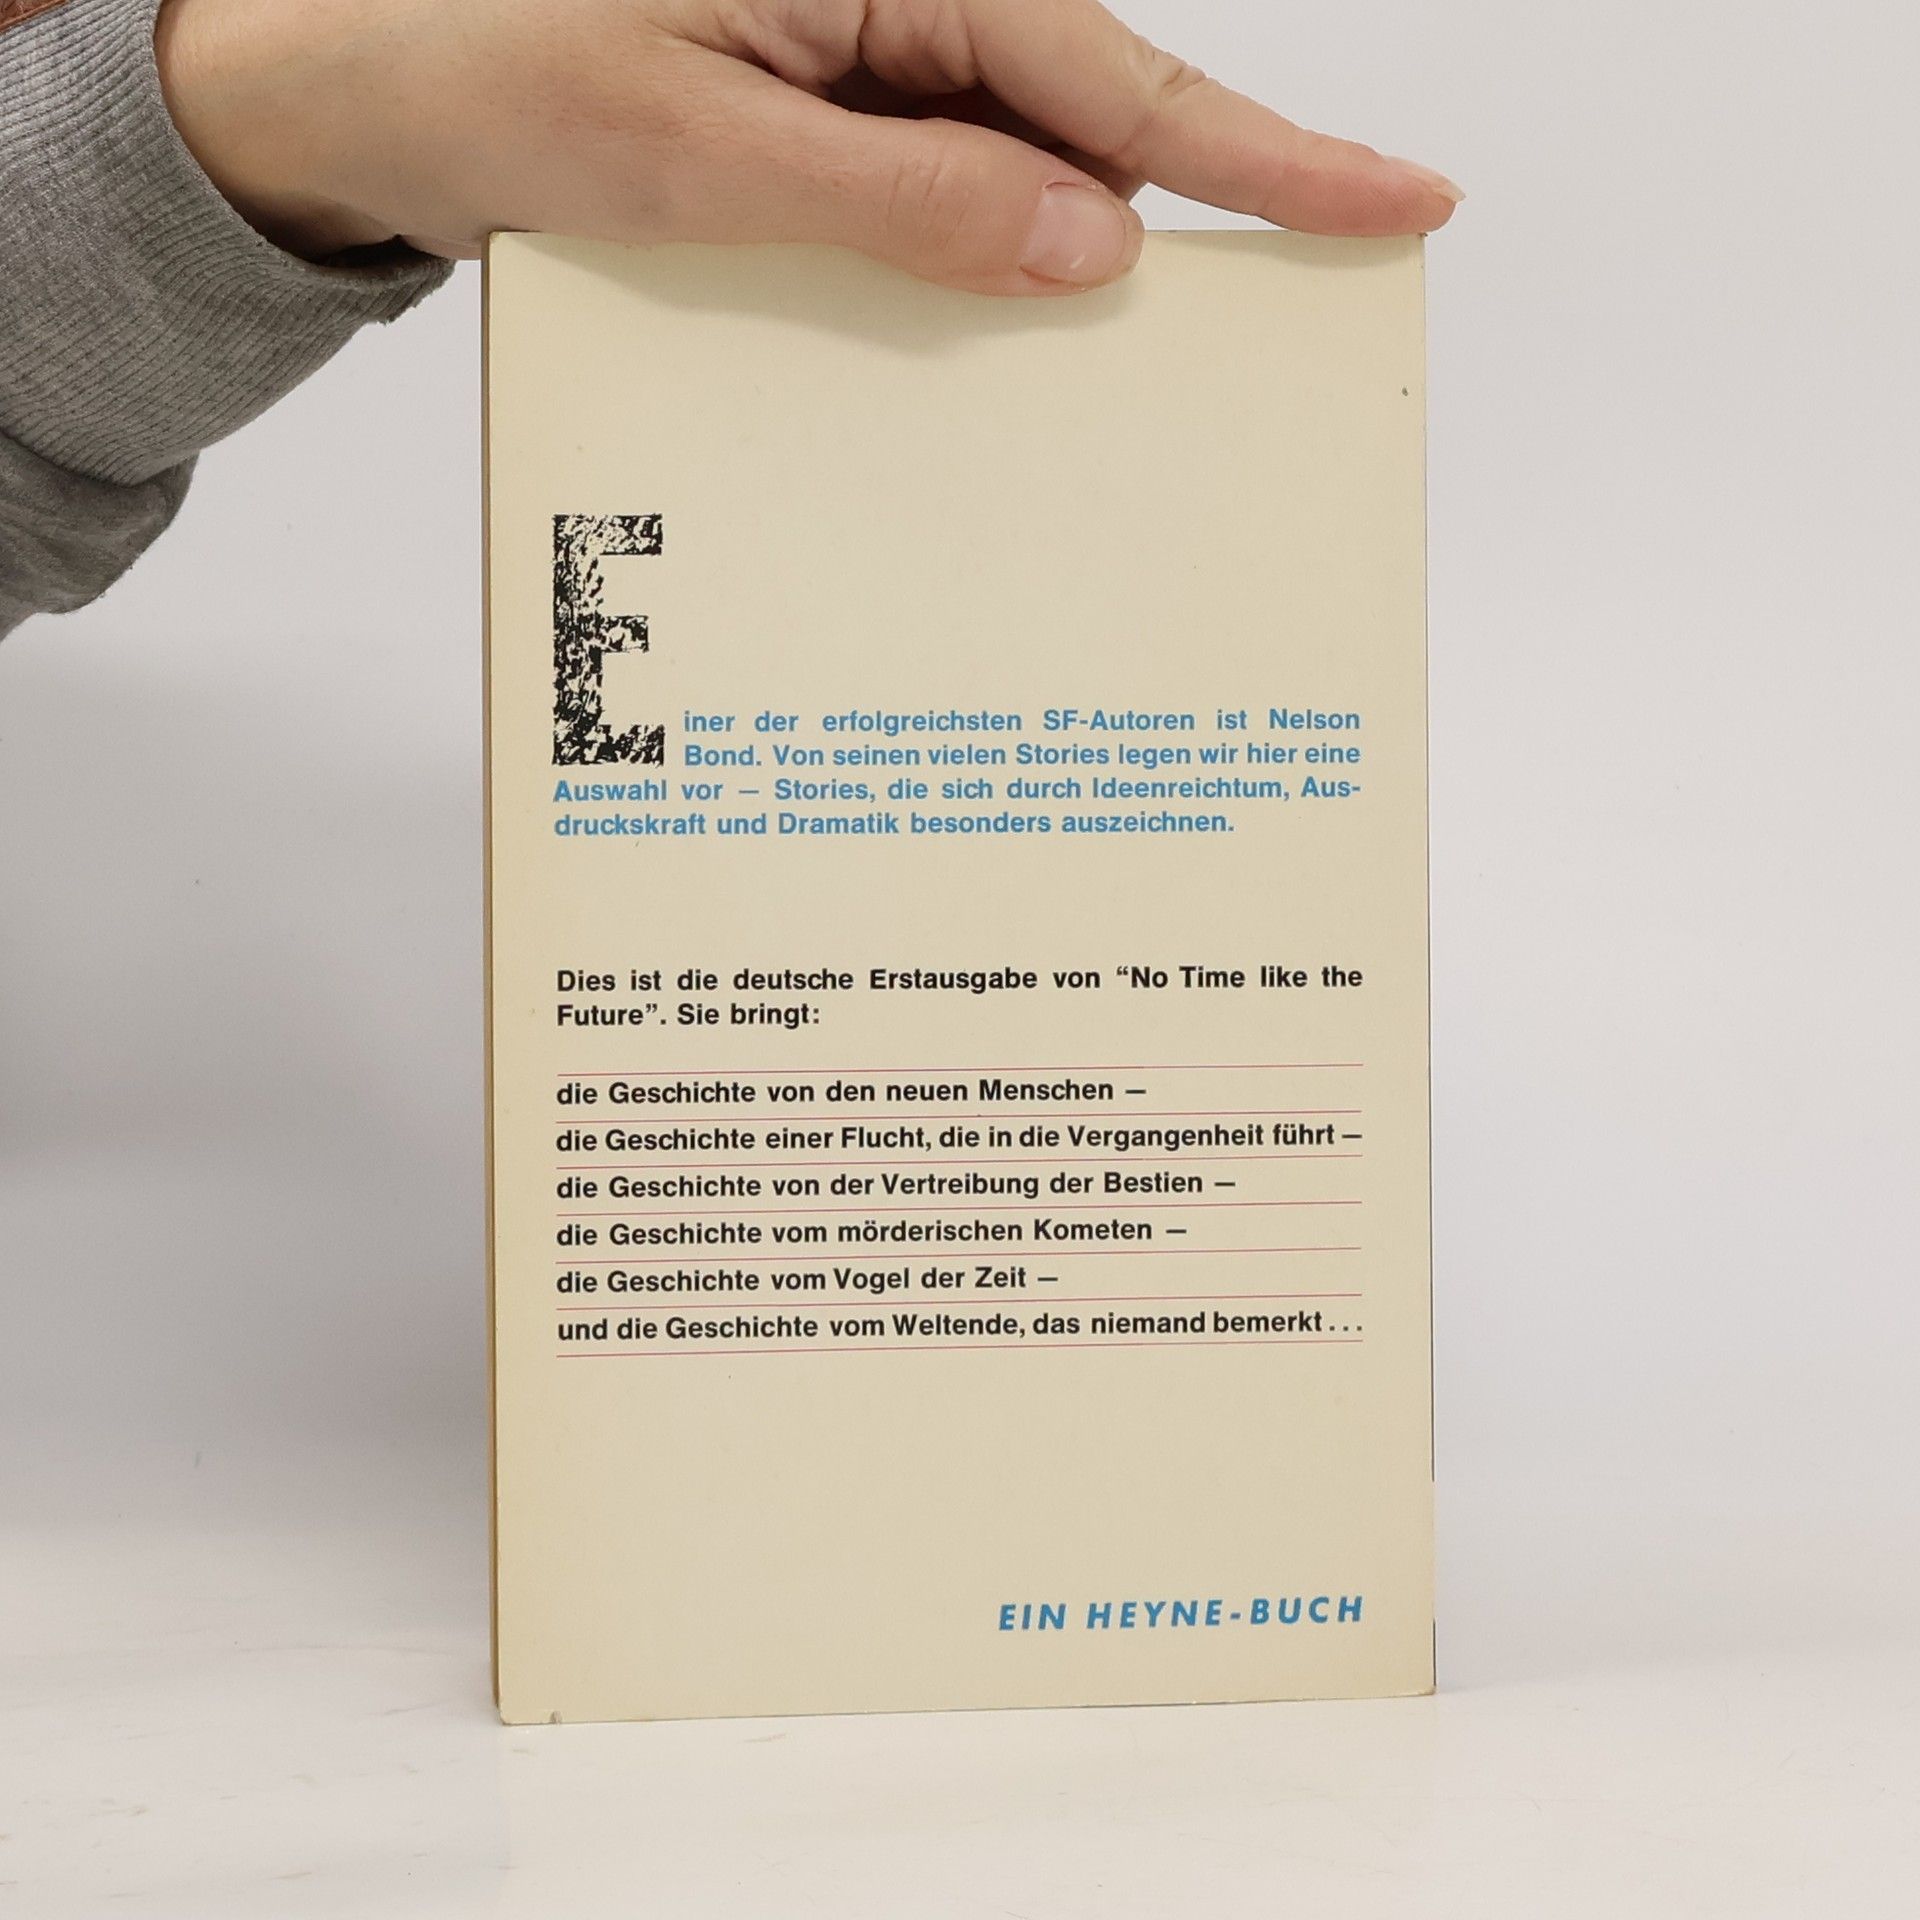 Einer der erfolgreichsten SF-Autoren ist Nelson
Bond. Von seinen vielen Stories legen wir hier eine
Auswahl vor — Stories, die sich durch Ideenreichtum, Aus-
druckskraft und Dramatik besonders auszeichnen.
Dies ist die deutsche Erstausgabe von “No Time like the
Future”. Sie bringt:
die Geschichte von den neuen Menschen —
die Geschichte einer Flucht, die in die Vergangenheit führt —
die Geschichte von der Vertreibung der Bestien —
die Geschichte vom mörderischen Kometen —
die Geschichte vom Vogel der Zeit —
und die Geschichte vom Weltende, das niemand bemerkt...
EIN HEYNE-BUCH